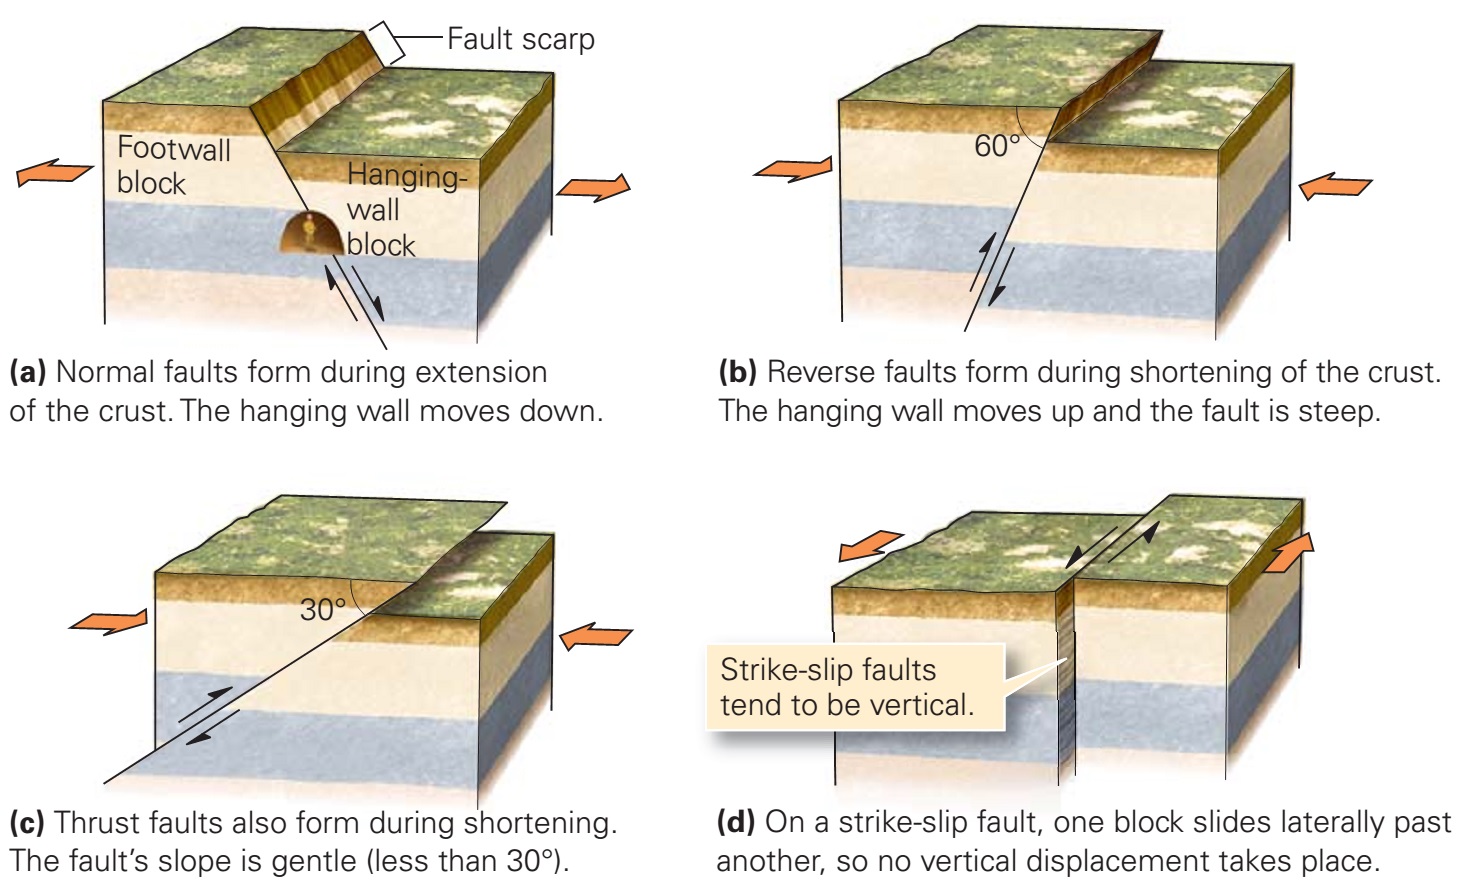 Fault scarp
Footwall
block
Hanging-
wall
block
(a) Normal faults form during extension
of the crust. The hanging wall moves down.
60°
(b) Reverse faults form during shortening of the crust.
The hanging wall moves up and the fault is steep.
30°
(c) Thrust faults also form during shortening.
The fault's slope is gentle (less than 30°).
Strike-slip faults
tend to be vertical.
(d) On a strike-slip fault, one block slides laterally past
another, so no vertical displacement takes place.